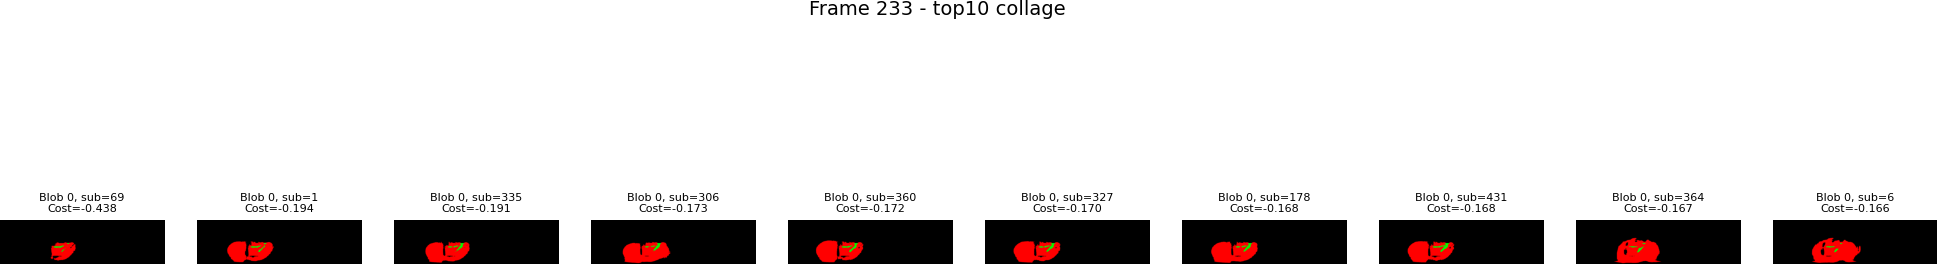 Frame 233 - top10 collage
Blob 0, sub=69
Cost=-0.438
Blob 0, sub=1
Cost=-0.194
Blob 0, sub=335
Cost=-0.191
Blob 0, sub=306
Cost=-0.173
Blob 0, sub=360
Cost=-0.172
Blob 0, sub=327
Cost=-0.170
Blob 0, sub=178
Cost=-0.168
Blob 0, sub=431
Cost=-0.168
Blob 0, sub=364
Cost=-0.167
Blob 0, sub=6
Cost=-0.166